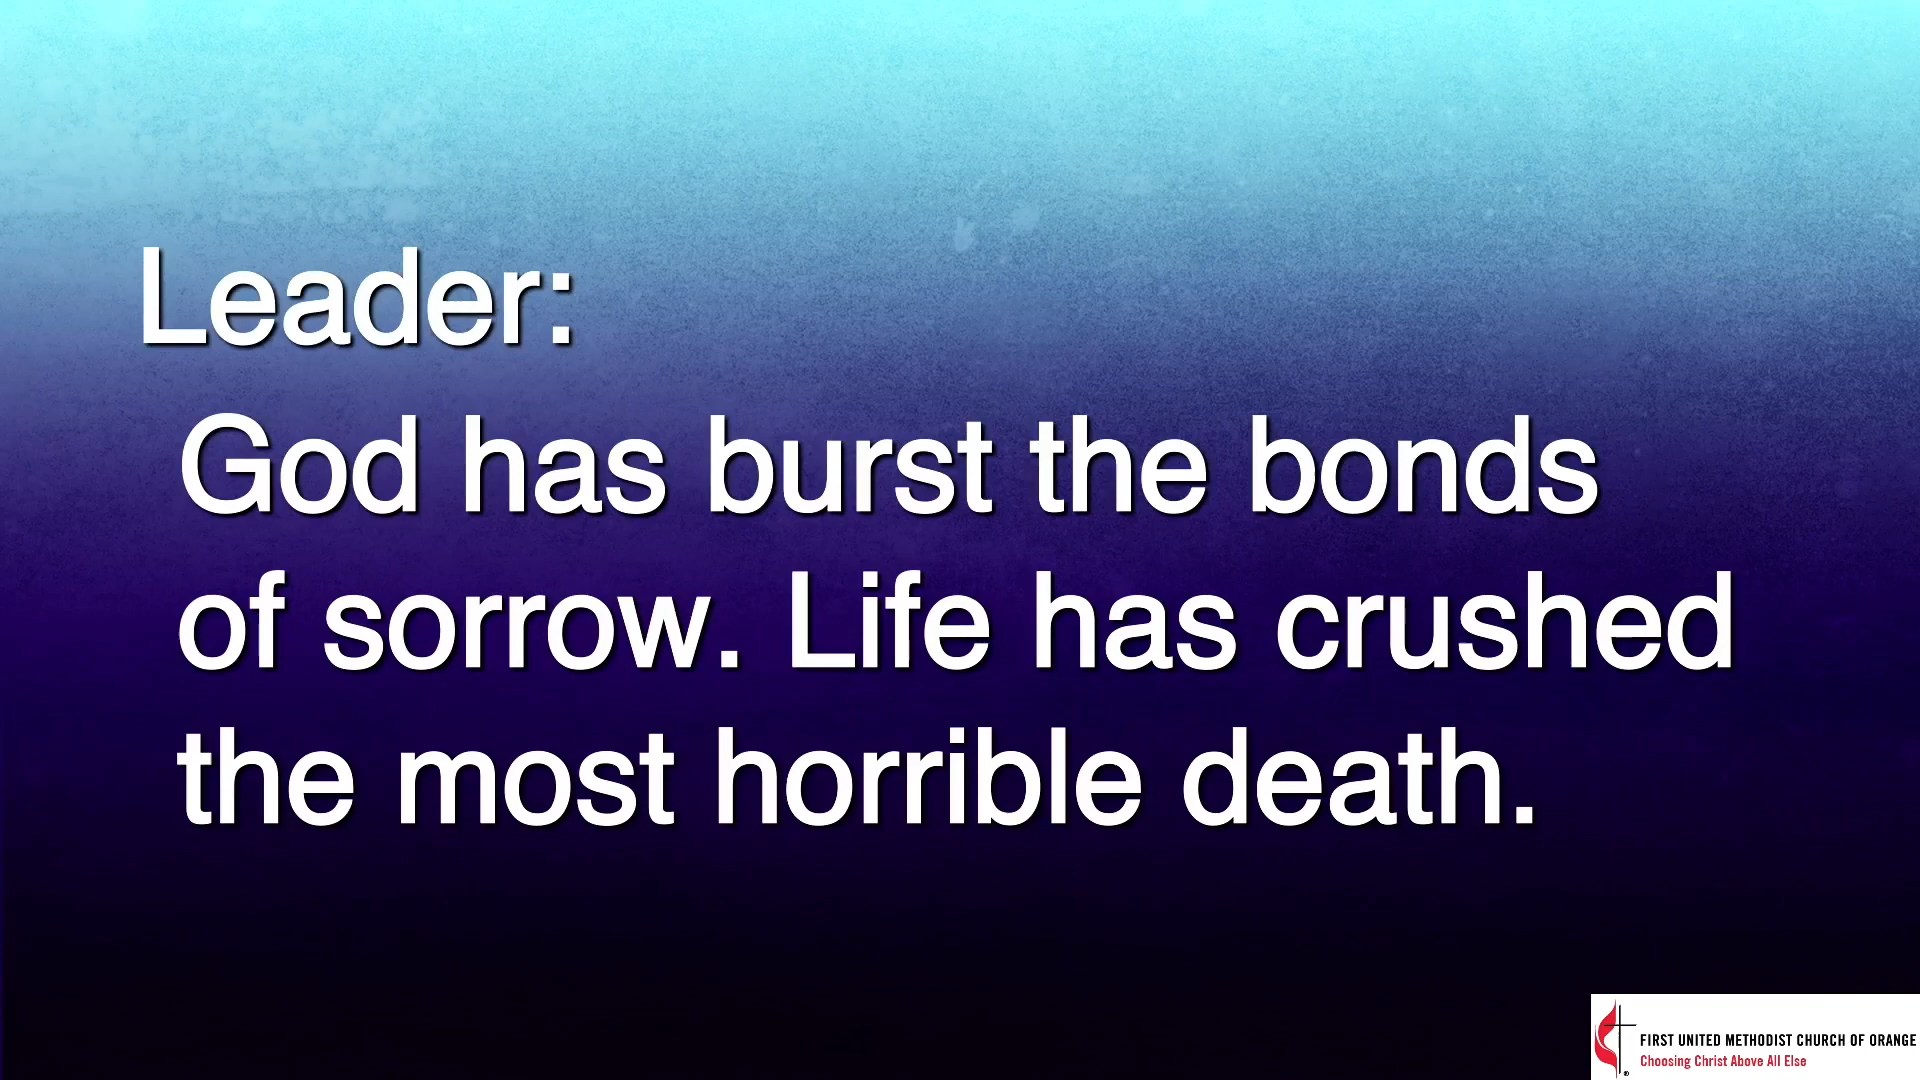 Leader:
God has burst the bonds
of sorrow. Life has crushed
the most horrible death.
FIRST UNITED METHODIST CHURCH OF ORANGE
Choosing Christ Above All Else